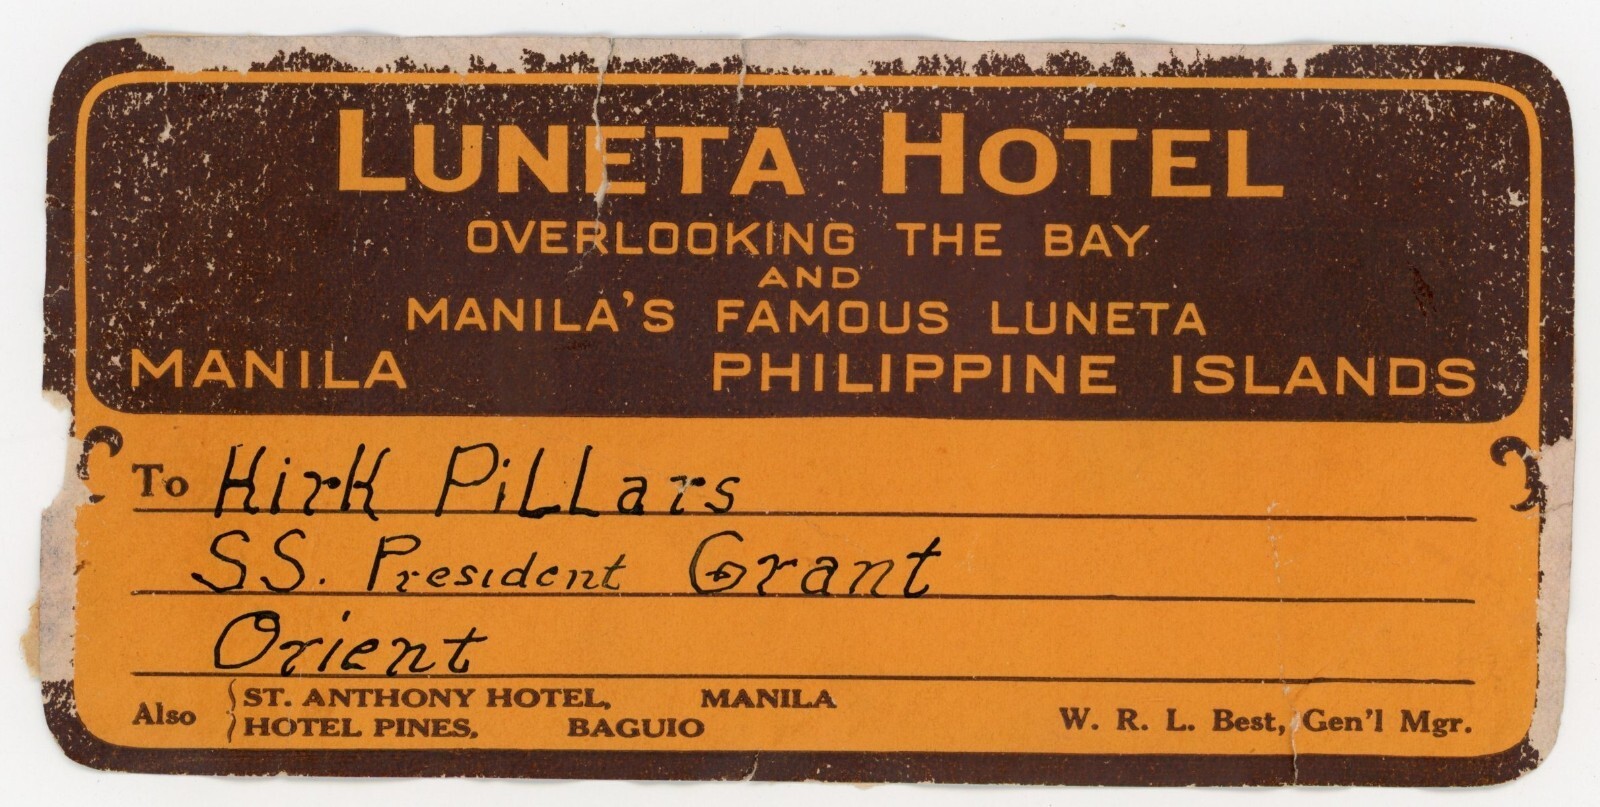 LUNETA HOTEL
OVERLOOKING THE BAY
AND
MANILA'S FAMOUS LUNETA
MANILA PHILIPPINE ISLANDS
To Kirk PiLLars
SS. President Grant
Orient
Also ST. ANTHONY HOTEL, MANILA
HOTEL PINES, BAGUIO
W. R. L. Best, Gen'l Mgr.